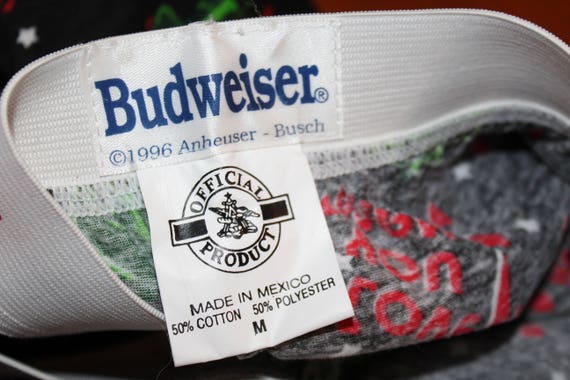 Budweiser®
©1996 Anheuser - Busch
OFFICIAL
PRODUCT
MADE IN MEXICO
50% COTTON 50% POLYESTER
M